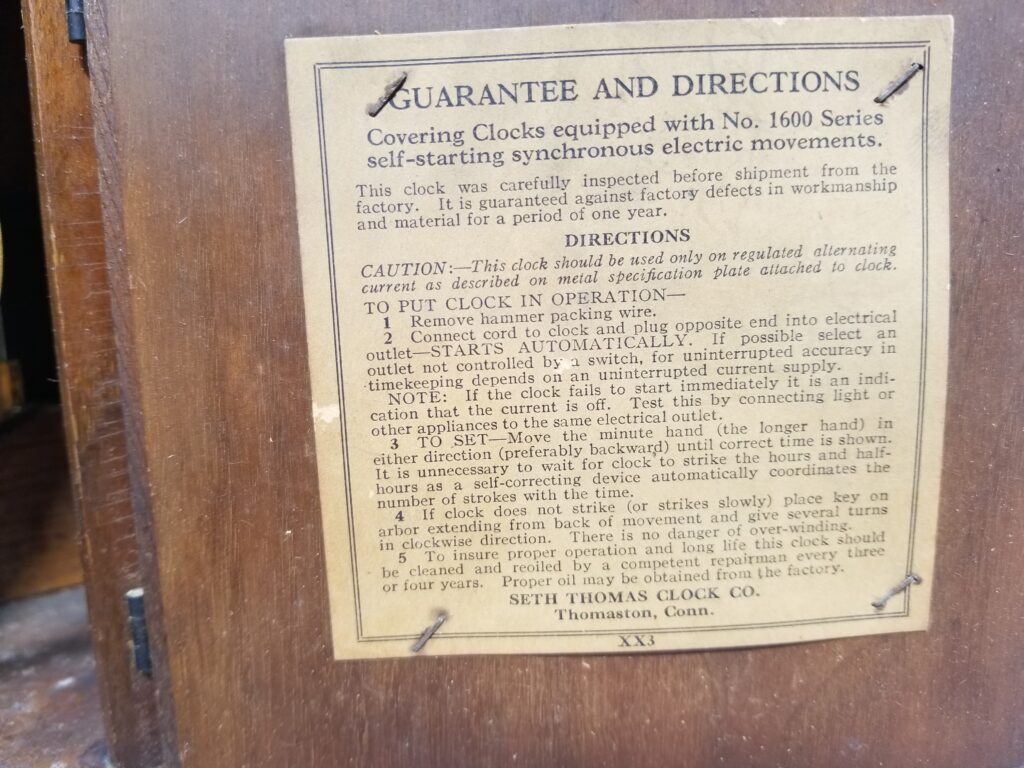 GUARANTEE AND DIRECTIONS
Covering Clocks equipped with No. 1600 Series
self-starting synchronous electric movements.
This clock was carefully inspected before shipment from the
factory. It is guaranteed against factory defects in workmanship
and material for a period of one year.
DIRECTIONS
CAUTION:—This clock should be used only on regulated alternating
current as described on metal specification plate attached to clock.
TO PUT CLOCK IN OPERATION—
1 Remove hammer packing wire.
2 Connect cord to clock and plug opposite end into electrical
outlet—STARTS AUTOMATICALLY. If possible select an
outlet not controlled by a switch, for uninterrupted accuracy in
timekeeping depends on an uninterrupted current supply.
NOTE: If the clock fails to start immediately it is an indi-
cation that the current is off. Test this by connecting light or
other appliances to the same electrical outlet.
3 TO SET—Move the minute hand (the longer hand) in
either direction (preferably backward) until correct time is shown.
It is unnecessary to wait for clock to strike the hours and half-
hours as a self-correcting device automatically coordinates the
number of strokes with the time.
4 If clock does not strike (or strikes slowly) place key on
arbor extending from back of movement and give several turns
in clockwise direction. There is no danger of over-winding.
5 To insure proper operation and long life this clock should
be cleaned and reoiled by a competent repairman every three
or four years. Proper oil may be obtained from the factory.
SETH THOMAS CLOCK CO.
Thomaston, Conn.
XX3